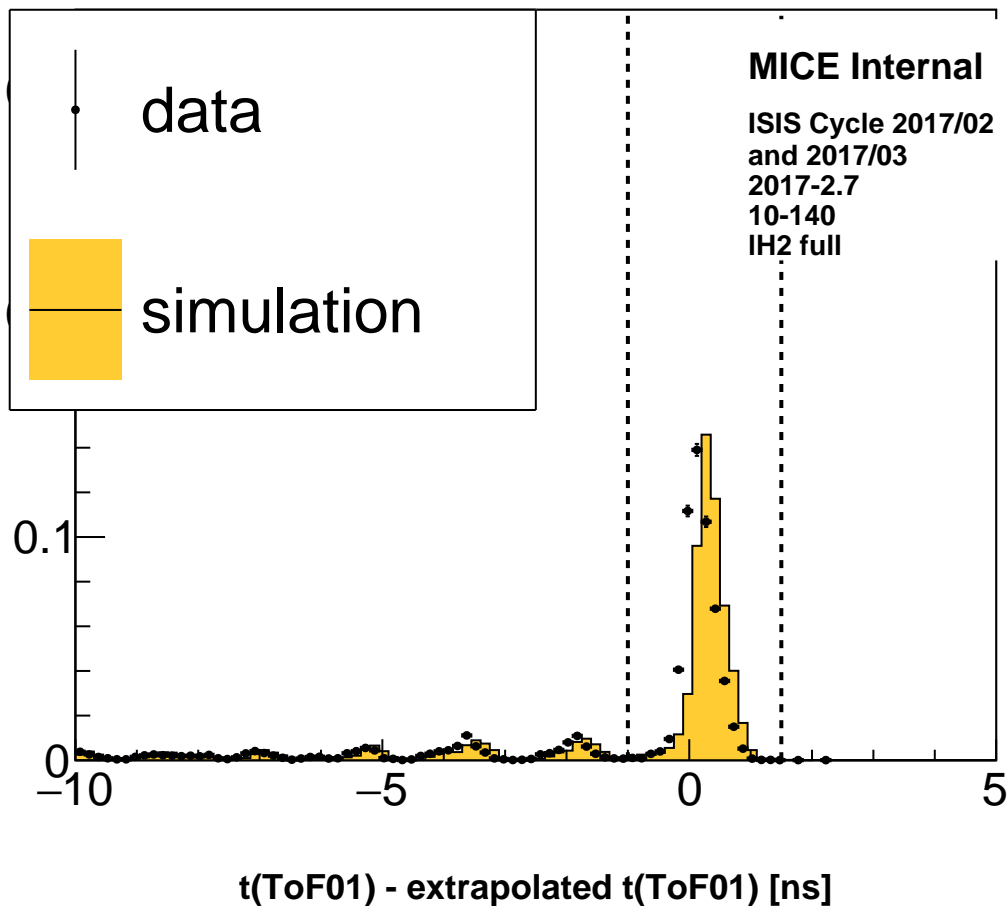 data
simulation
MICE Internal
ISIS Cycle 2017/02
and 2017/03
2017-2.7
10-140
lH2 full
0.1
0
−10
−5
0
5
t(ToF01) - extrapolated t(ToF01) [ns]